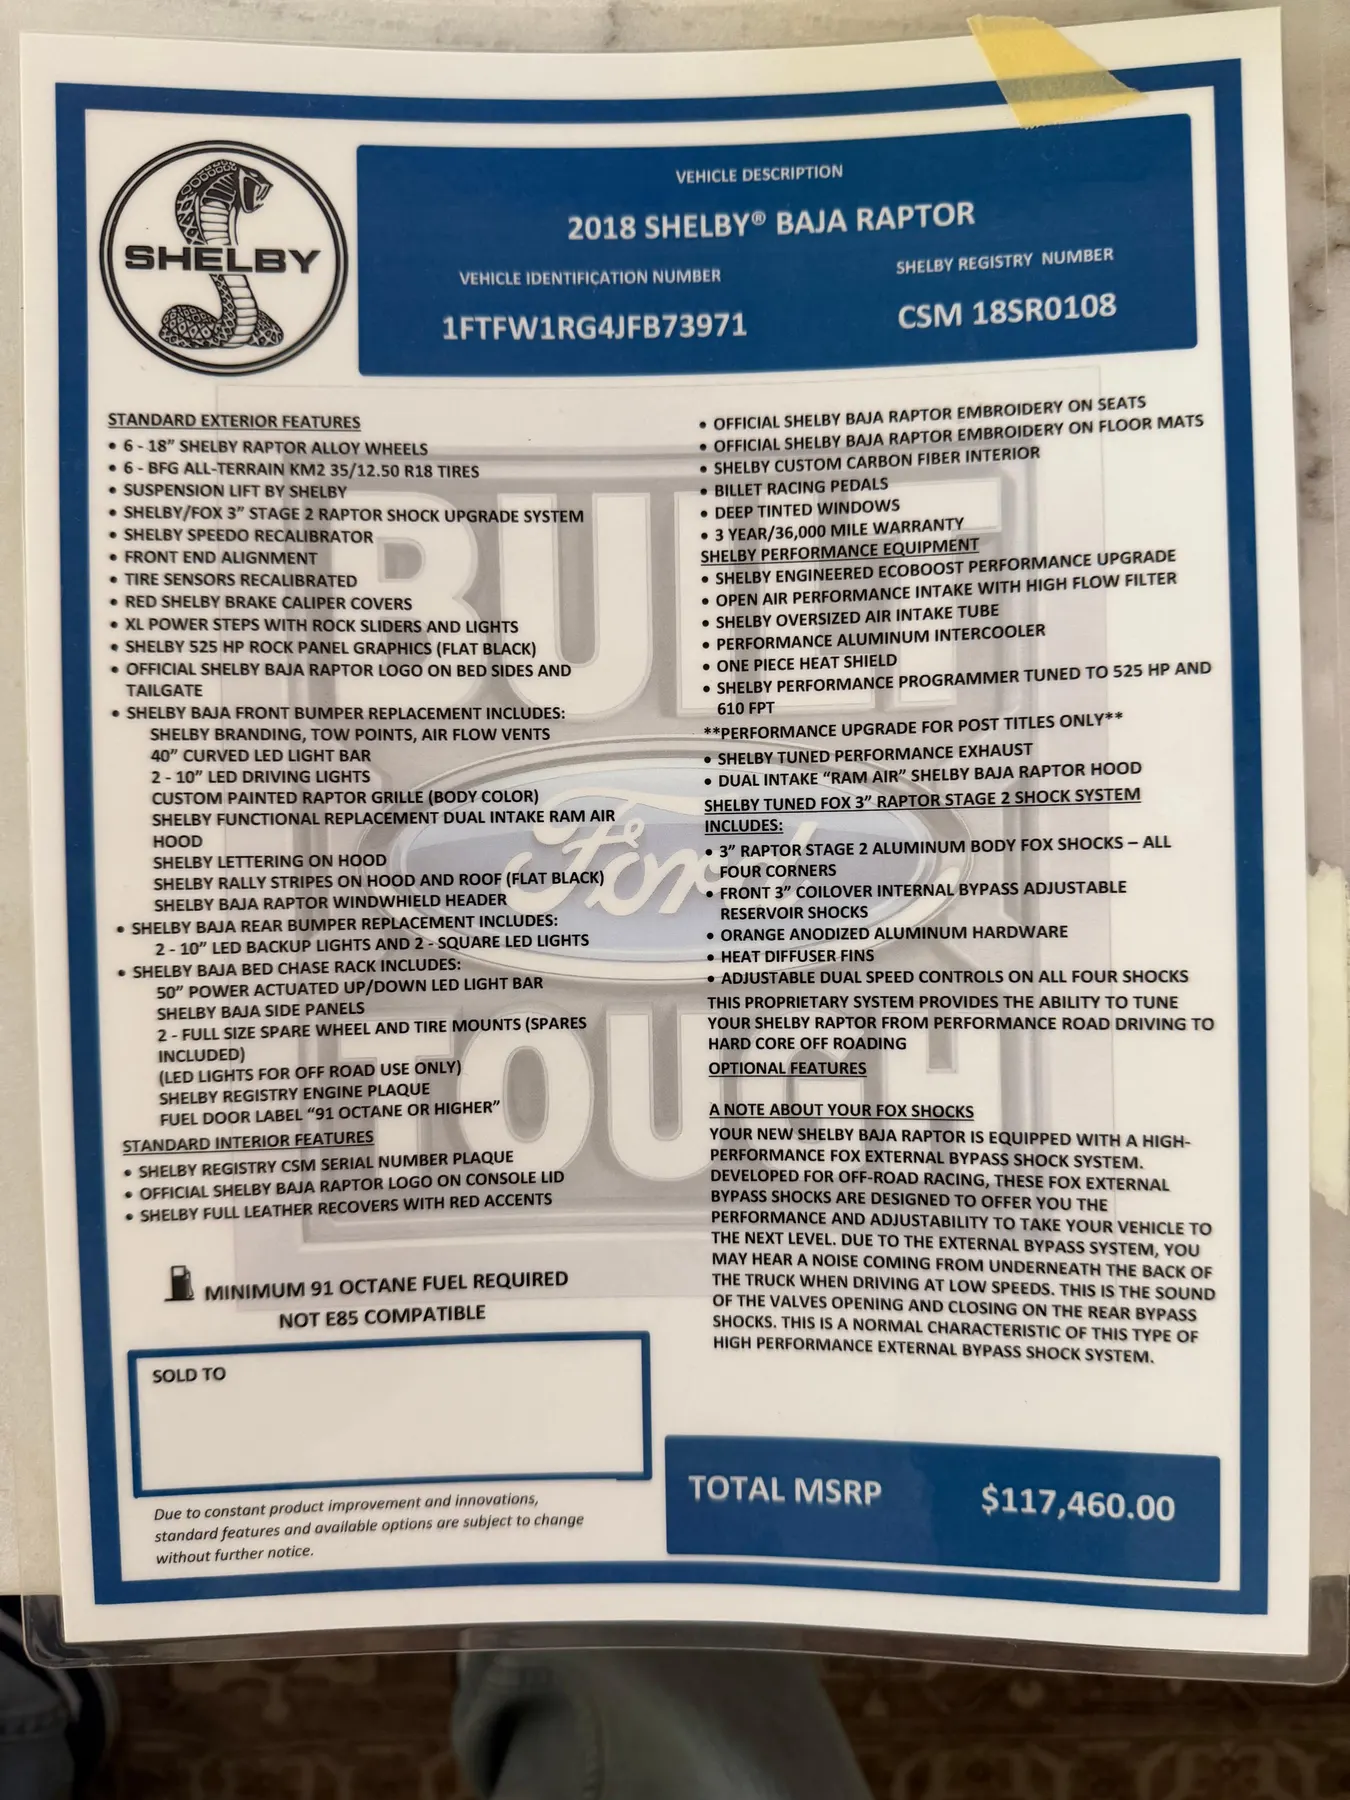 SHELBY
VEHICLE DESCRIPTION
2018 SHELBY® BAJA RAPTOR
VEHICLE IDENTIFICATION NUMBER
SHELBY REGISTRY NUMBER
1FTFW1RG4JFB73971
CSM 18SR0108
STANDARD EXTERIOR FEATURES
• 6 - 18" SHELBY RAPTOR ALLOY WHEELS
• 6 - BFG ALL-TERRAIN KM2 35/12.50 R18 TIRES
• SUSPENSION LIFT BY SHELBY
• SHELBY/FOX 3" STAGE 2 RAPTOR SHOCK UPGRADE SYSTEM
• SHELBY SPEEDO RECALIBRATOR
• FRONT END ALIGNMENT
• TIRE SENSORS RECALIBRATED
• RED SHELBY BRAKE CALIPER COVERS
• XL POWER STEPS WITH ROCK SLIDERS AND LIGHTS
• SHELBY 525 HP ROCK PANEL GRAPHICS (FLAT BLACK)
• OFFICIAL SHELBY BAJA RAPTOR LOGO ON BED SIDES AND
TAILGATE
• SHELBY BAJA FRONT BUMPER REPLACEMENT INCLUDES:
SHELBY BRANDING, TOW POINTS, AIR FLOW VENTS
40" CURVED LED LIGHT BAR
2 - 10" LED DRIVING LIGHTS
CUSTOM PAINTED RAPTOR GRILLE (BODY COLOR)
SHELBY FUNCTIONAL REPLACEMENT DUAL INTAKE RAM AIR
HOOD
SHELBY LETTERING ON HOOD
SHELBY RALLY STRIPES ON HOOD AND ROOF (FLAT BLACK)
SHELBY BAJA RAPTOR WINDWHIELD HEADER
• SHELBY BAJA REAR BUMPER REPLACEMENT INCLUDES:
2 - 10" LED BACKUP LIGHTS AND 2 - SQUARE LED LIGHTS
• SHELBY BAJA BED CHASE RACK INCLUDES:
50" POWER ACTUATED UP/DOWN LED LIGHT BAR
SHELBY BAJA SIDE PANELS
2 - FULL SIZE SPARE WHEEL AND TIRE MOUNTS (SPARES
INCLUDED)
(LED LIGHTS FOR OFF ROAD USE ONLY)
SHELBY REGISTRY ENGINE PLAQUE
FUEL DOOR LABEL "91 OCTANE OR HIGHER"
STANDARD INTERIOR FEATURES
• SHELBY REGISTRY CSM SERIAL NUMBER PLAQUE
• OFFICIAL SHELBY BAJA RAPTOR LOGO ON CONSOLE LID
• SHELBY FULL LEATHER RECOVERS WITH RED ACCENTS
MINIMUM 91 OCTANE FUEL REQUIRED
NOT E85 COMPATIBLE
SOLD TO
Due to constant product improvement and innovations,
standard features and available options are subject to change
without further notice.
• OFFICIAL SHELBY BAJA RAPTOR EMBROIDERY ON SEATS
• OFFICIAL SHELBY BAJA RAPTOR EMBROIDERY ON FLOOR MATS
• SHELBY CUSTOM CARBON FIBER INTERIOR
• BILLET RACING PEDALS
• DEEP TINTED WINDOWS
• 3 YEAR/36,000 MILE WARRANTY
SHELBY PERFORMANCE EQUIPMENT
• SHELBY ENGINEERED ECOBOOST PERFORMANCE UPGRADE
• OPEN AIR PERFORMANCE INTAKE WITH HIGH FLOW FILTER
• SHELBY OVERSIZED AIR INTAKE TUBE
• PERFORMANCE ALUMINUM INTERCOOLER
• ONE PIECE HEAT SHIELD
• SHELBY PERFORMANCE PROGRAMMER TUNED TO 525 HP AND
610 FPT
**PERFORMANCE UPGRADE FOR POST TITLES ONLY**
• SHELBY TUNED PERFORMANCE EXHAUST
• DUAL INTAKE "RAM AIR" SHELBY BAJA RAPTOR HOOD
SHELBY TUNED FOX 3" RAPTOR STAGE 2 SHOCK SYSTEM
INCLUDES:
• 3" RAPTOR STAGE 2 ALUMINUM BODY FOX SHOCKS – ALL
FOUR CORNERS
• FRONT 3" COILOVER INTERNAL BYPASS ADJUSTABLE
RESERVOIR SHOCKS
• ORANGE ANODIZED ALUMINUM HARDWARE
• HEAT DIFFUSER FINS
• ADJUSTABLE DUAL SPEED CONTROLS ON ALL FOUR SHOCKS
THIS PROPRIETARY SYSTEM PROVIDES THE ABILITY TO TUNE
YOUR SHELBY RAPTOR FROM PERFORMANCE ROAD DRIVING TO
HARD CORE OFF ROADING
OPTIONAL FEATURES
A NOTE ABOUT YOUR FOX SHOCKS
YOUR NEW SHELBY BAJA RAPTOR IS EQUIPPED WITH A HIGH-
PERFORMANCE FOX EXTERNAL BYPASS SHOCK SYSTEM.
DEVELOPED FOR OFF-ROAD RACING, THESE FOX EXTERNAL
BYPASS SHOCKS ARE DESIGNED TO OFFER YOU THE
PERFORMANCE AND ADJUSTABILITY TO TAKE YOUR VEHICLE TO
THE NEXT LEVEL. DUE TO THE EXTERNAL BYPASS SYSTEM, YOU
MAY HEAR A NOISE COMING FROM UNDERNEATH THE BACK OF
THE TRUCK WHEN DRIVING AT LOW SPEEDS. THIS IS THE SOUND
OF THE VALVES OPENING AND CLOSING ON THE REAR BYPASS
SHOCKS. THIS IS A NORMAL CHARACTERISTIC OF THIS TYPE OF
HIGH PERFORMANCE EXTERNAL BYPASS SHOCK SYSTEM.
TOTAL MSRP $117,460.00
BUILT
Ford
TOUGH